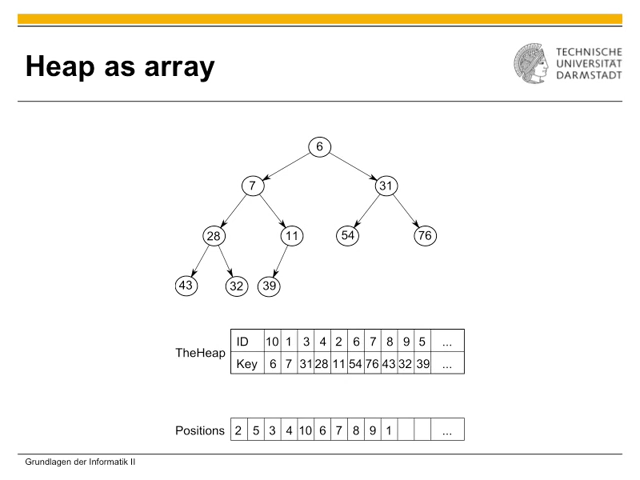 Heap as array
TECHNISCHE
UNIVERSITÄT
DARMSTADT
6
7 31
28 11 54 76
43 32 39
ID 10 1 3 4 2 6 7 8 9 5 ...
TheHeap
Key 6 7 31 28 11 54 76 43 32 39 ...
Positions 2 5 3 4 10 6 7 8 9 1 ...
Grundlagen der Informatik II